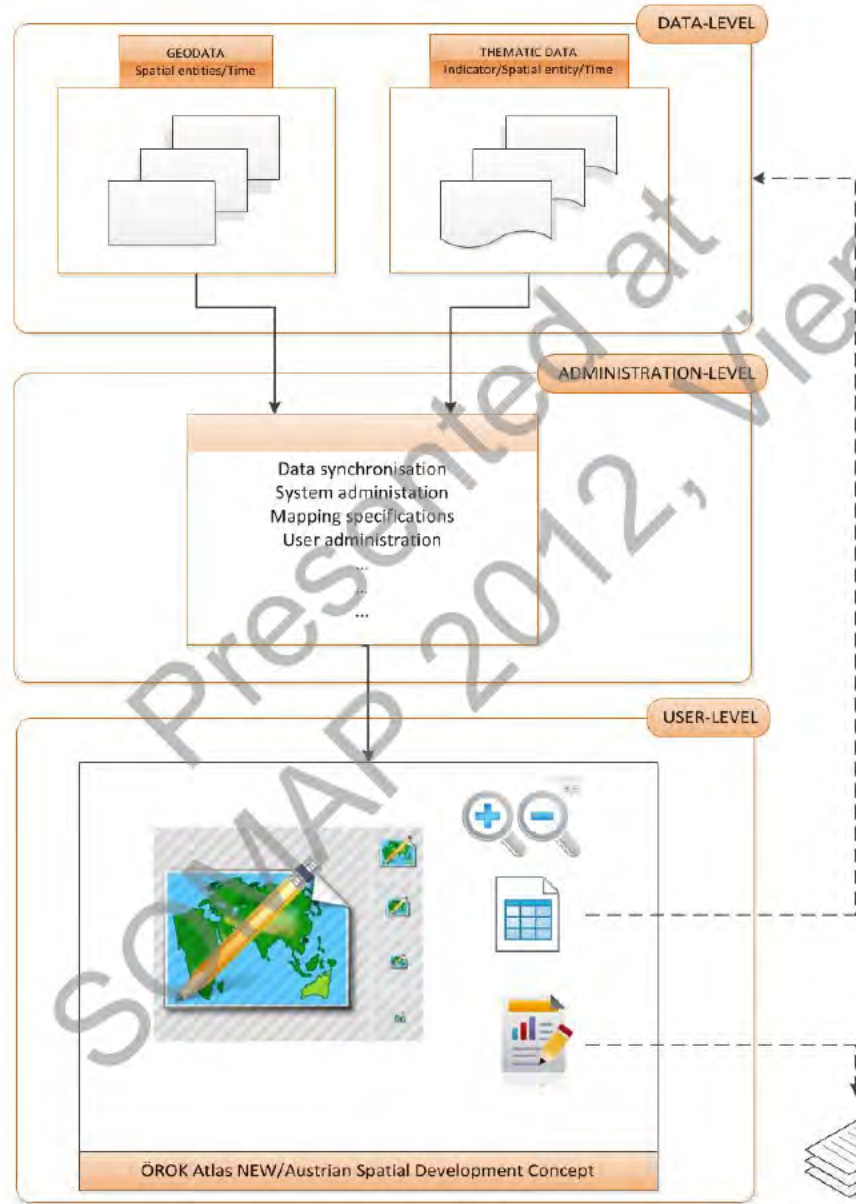 DATA-LEVEL
GEODATA
Spatial entities/Time
THEMATIC DATA
Indicator/Spatial entity/Time
ADMINISTRATION-LEVEL
Data synchronisation
System administation
Mapping specifications
User administration
...
...
...
USER-LEVEL
ÖROK Atlas NEW/Austrian Spatial Development Concept
Presented at
SOMAP 2012, Vien